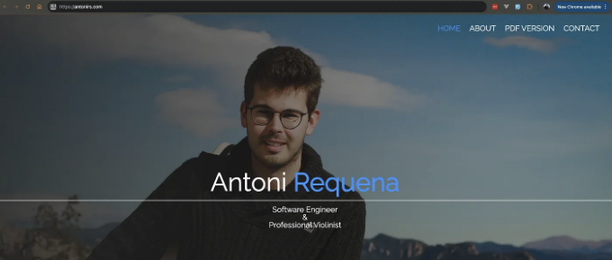 https://antonirs.com
New Chrome available
HOME ABOUT PDF VERSION CONTACT
Antoni Requena
Software Engineer
&
Professional Violinist